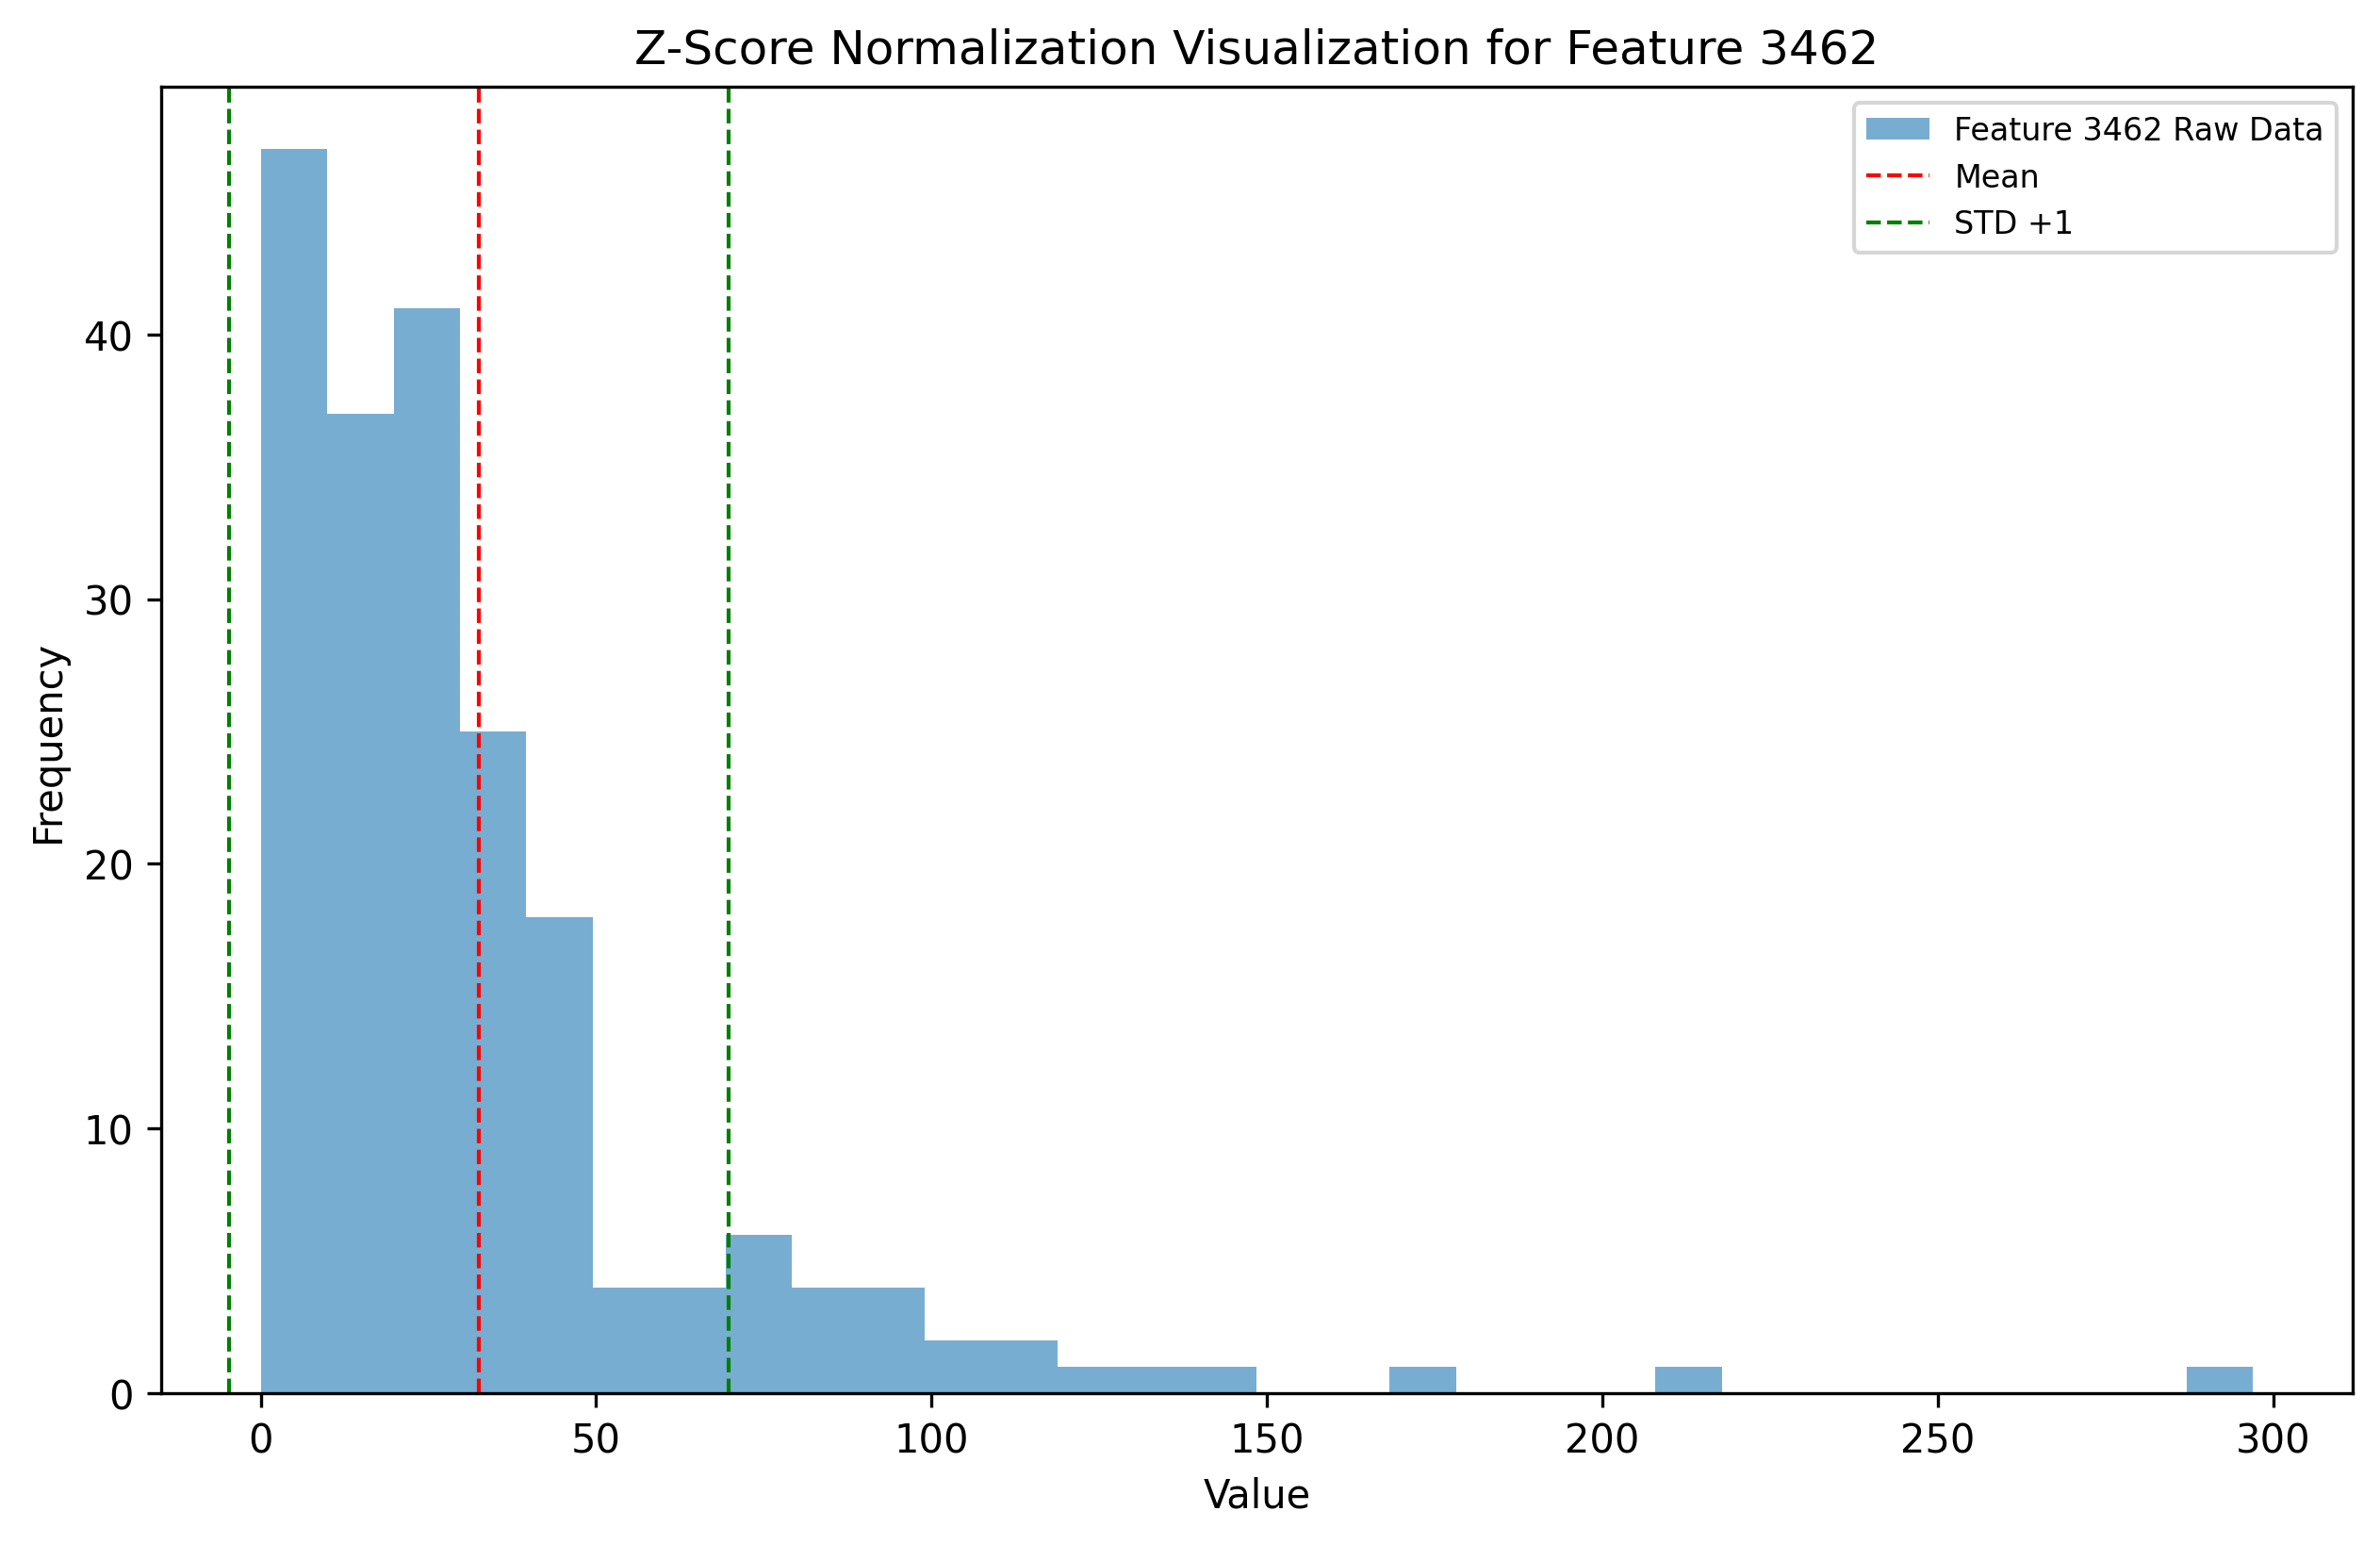 Z-Score Normalization Visualization for Feature 3462
Feature 3462 Raw Data
Mean
STD +1
Frequency
40
30
20
10
0
0 50 100 150 200 250 300
Value